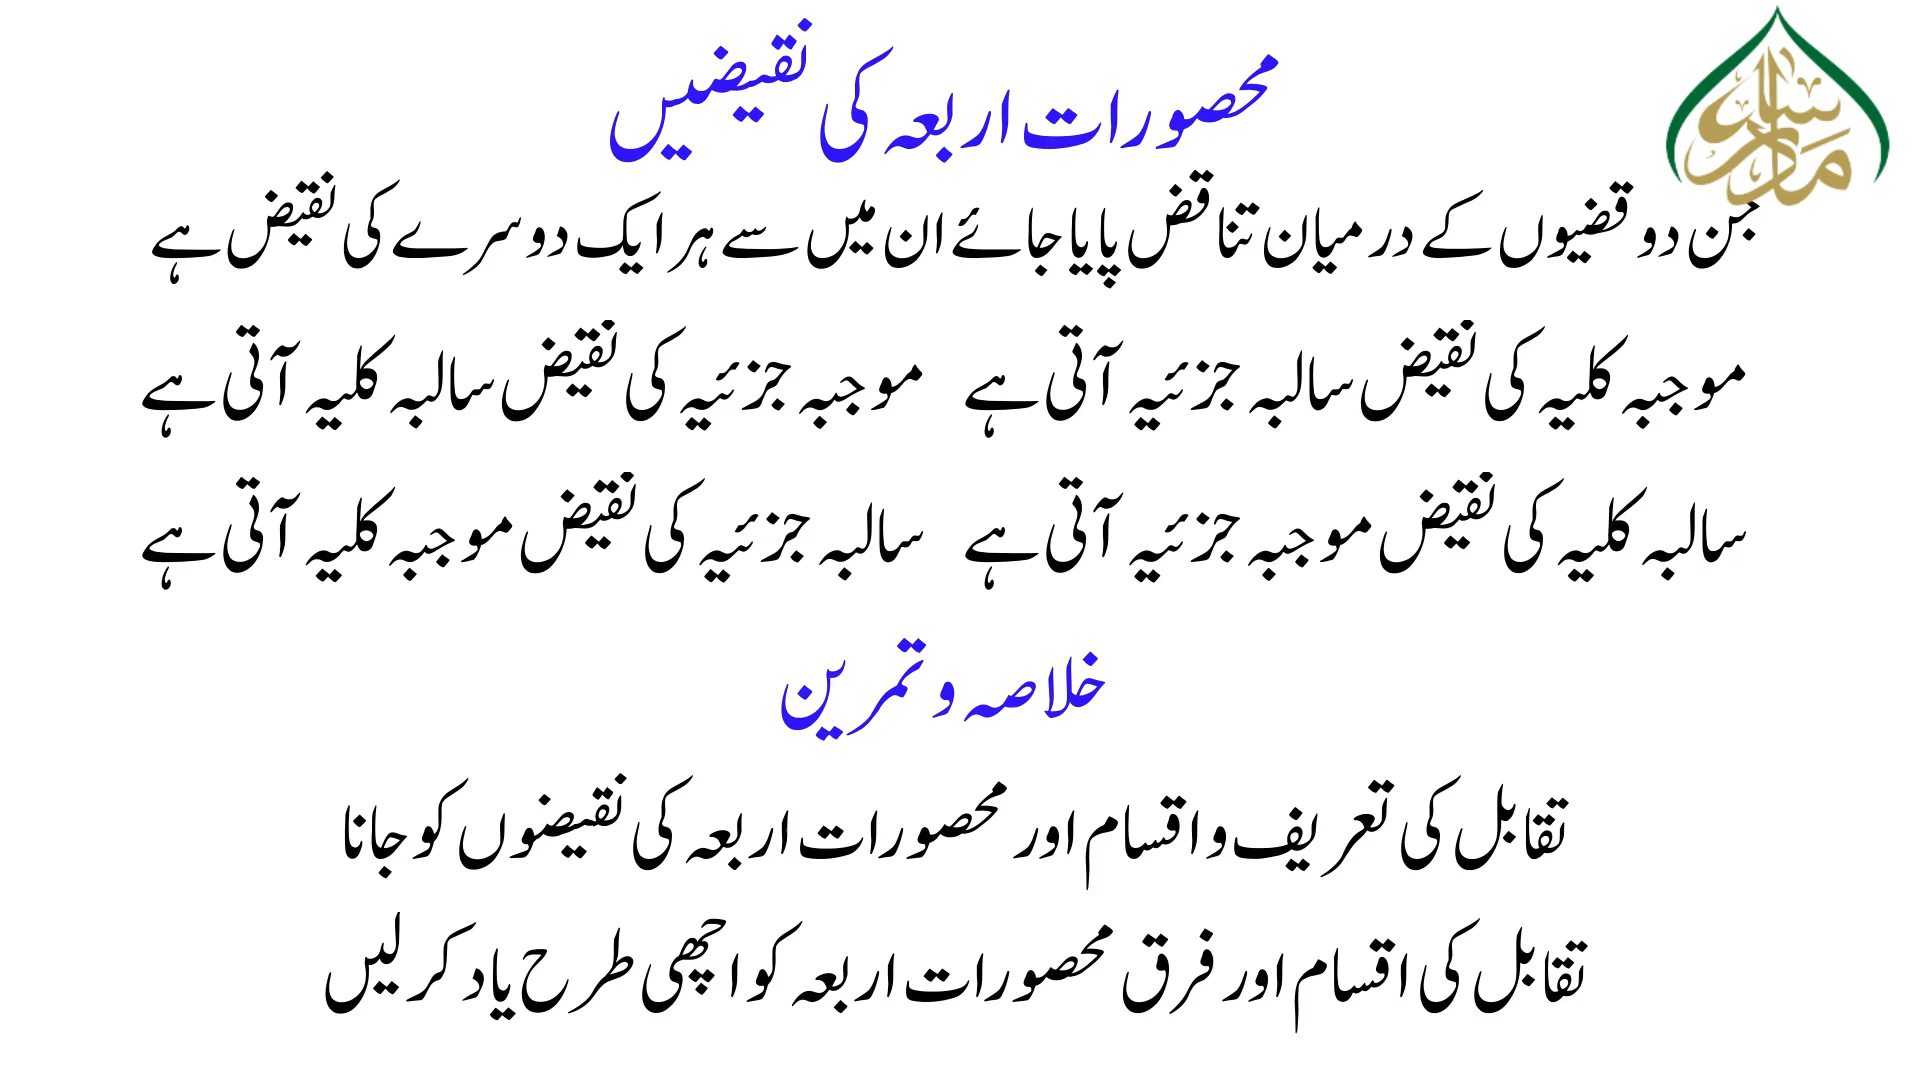 محصورات اربعہ کی نقیضیں
جن دو قضیوں کے درمیان تناقض پایا جائے ان میں سے ہر ایک دوسرے کی نقیض ہے
موجبہ کلیہ کی نقیض سالبہ جزئیہ آتی ہے موجبہ جزئیہ کی نقیض سالبہ کلیہ آتی ہے
سالبہ کلیہ کی نقیض موجبہ جزئیہ آتی ہے سالبہ جزئیہ کی نقیض موجبہ کلیہ آتی ہے
خلاصہ و تمرین
تقابل کی تعریف و اقسام اور محصورات اربعہ کی نقیضوں کو جانا
تقابل کی اقسام اور فرق محصورات اربعہ کو اچھی طرح یاد کر لیں